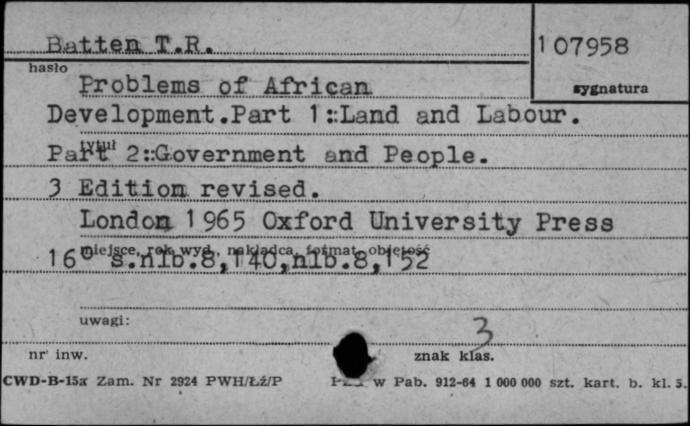 Batten T.R.
107958
hasło
sygnatura
Problems of African
Development.Part 1::Land and Labour.
tytuł
Part 2::Government and People.
3 Edition revised.
London 1965 Oxford University Press
miejsce, rok wyd., nakładca, format, objętość
16° s.nlb.8,140,nlb.8,152
uwagi:
3
nr inw.
znak klas.
CWD-B-15a Zam. Nr 2924 PWH/Łź/P
w Pab. 912-64 1 000 000 szt. kart. b. kl. 5.